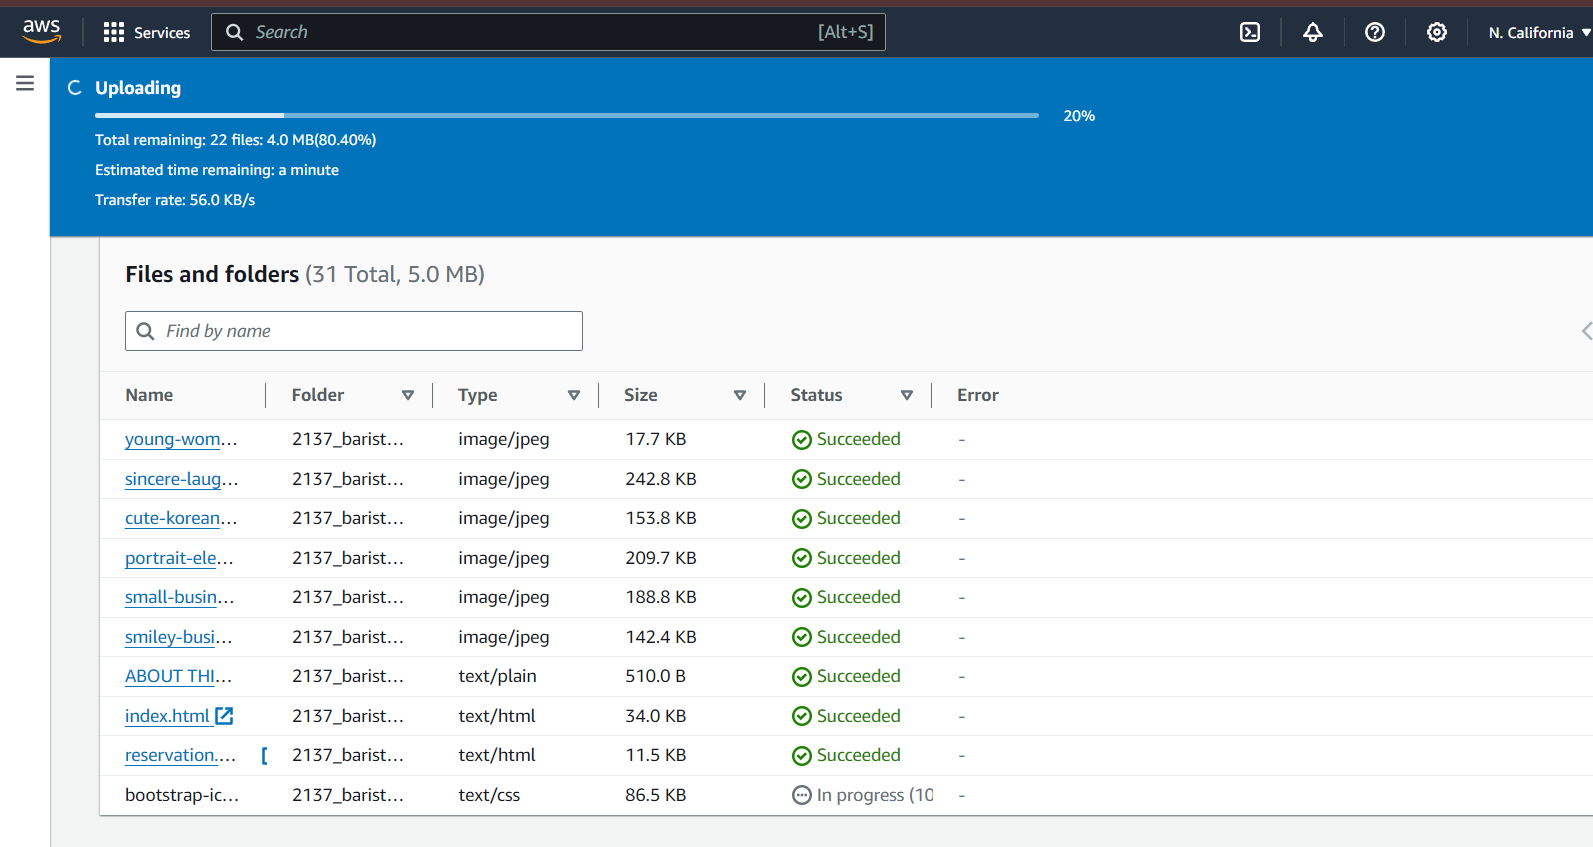 aws Services Search [Alt+S] N. California
Uploading
20%
Total remaining: 22 files: 4.0 MB(80.40%)
Estimated time remaining: a minute
Transfer rate: 56.0 KB/s
Files and folders (31 Total, 5.0 MB)
Find by name
Name Folder Type Size Status Error
young-wom... 2137_barist... image/jpeg 17.7 KB Succeeded -
sincere-laug... 2137_barist... image/jpeg 242.8 KB Succeeded -
cute-korean... 2137_barist... image/jpeg 153.8 KB Succeeded -
portrait-ele... 2137_barist... image/jpeg 209.7 KB Succeeded -
small-busin... 2137_barist... image/jpeg 188.8 KB Succeeded -
smiley-busi... 2137_barist... image/jpeg 142.4 KB Succeeded -
ABOUT THI... 2137_barist... text/plain 510.0 B Succeeded -
index.html 2137_barist... text/html 34.0 KB Succeeded -
reservation.... 2137_barist... text/html 11.5 KB Succeeded -
bootstrap-ic... 2137_barist... text/css 86.5 KB In progress (10 -